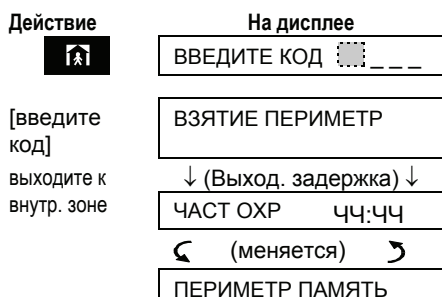 Действие На дисплее
ВВЕДИТЕ КОД _ _ _
[введите код] ВЗЯТИЕ ПЕРИМЕТР
выходите к внутр. зоне ↓ (Выход. задержка) ↓
ЧАСТ ОХР ЧЧ:ЧЧ
(меняется)
ПЕРИМЕТР ПАМЯТЬ